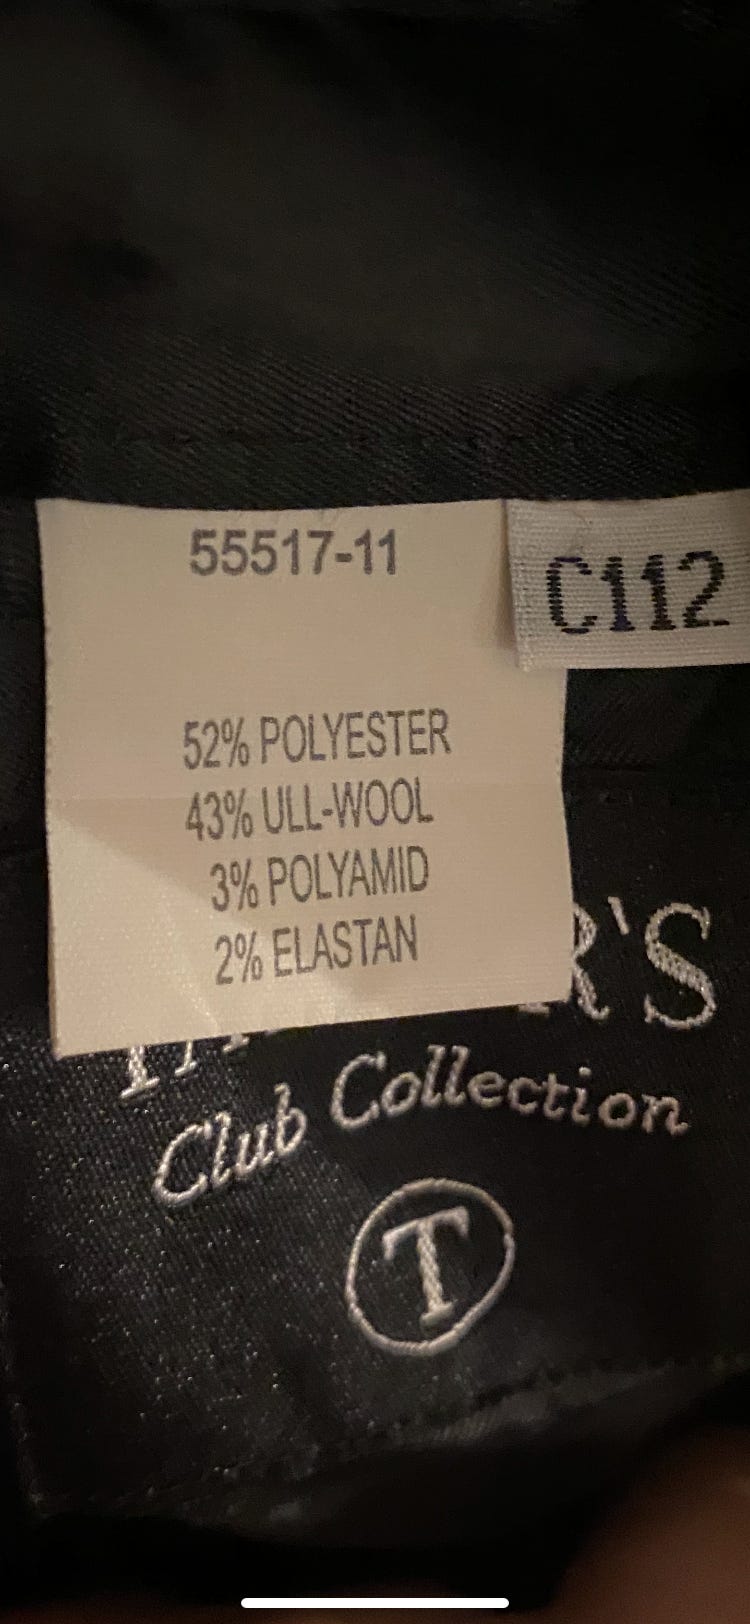 55517-11
C112
52% POLYESTER
43% ULL-WOOL
3% POLYAMID
2% ELASTAN
Club Collection
T